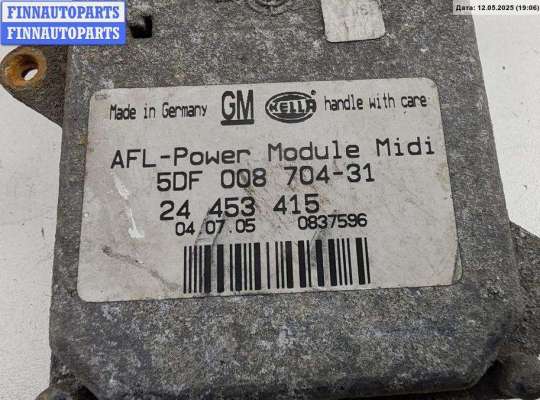 FINNAUTOPARTS
FINNAUTOPARTS
FINNAUTOPARTS
Дата: 12.05.2025 (19:06)
Made in Germany GM HELLA handle with care
AFL-Power Module Midi
5DF 008 704-31
24 453 415
04.07.05 0837596